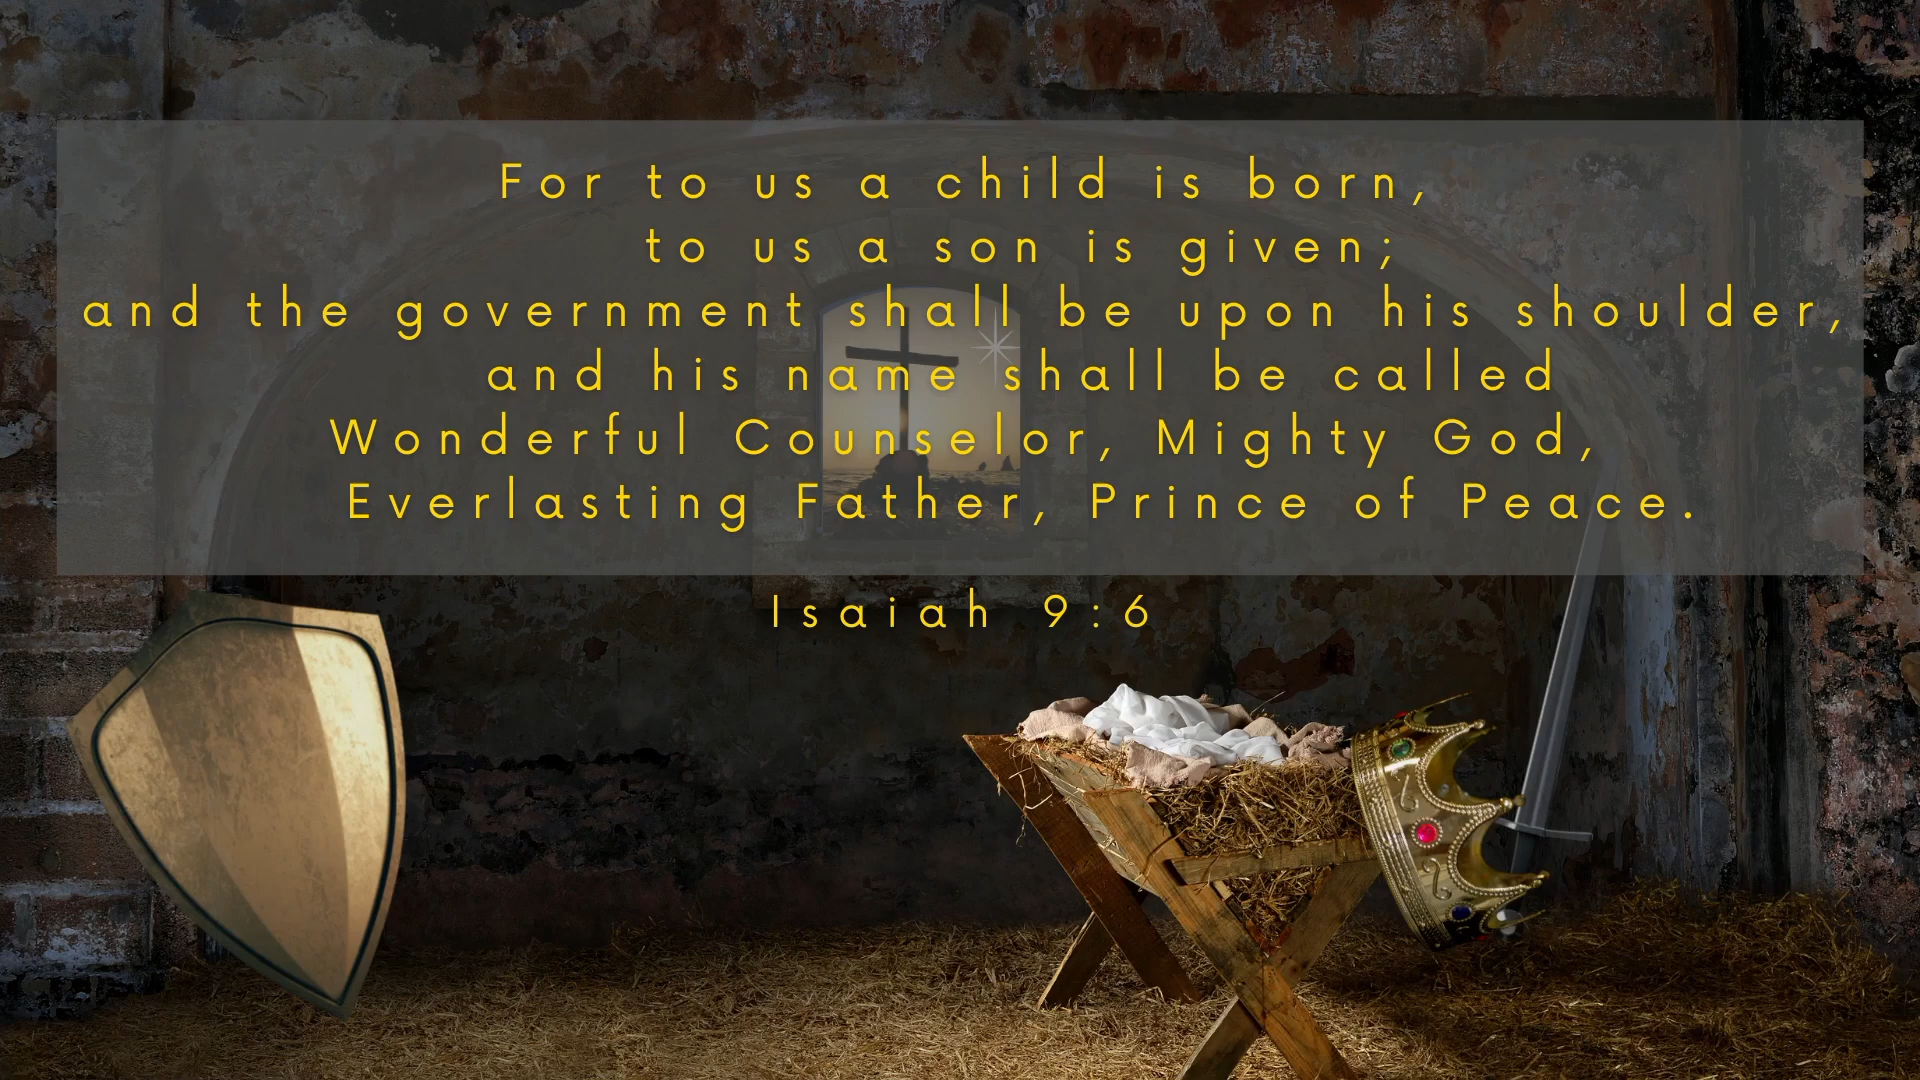 For to us a child is born,
to us a son is given;
and the government shall be upon his shoulder,
and his name shall be called
Wonderful Counselor, Mighty God,
Everlasting Father, Prince of Peace.
Isaiah 9:6